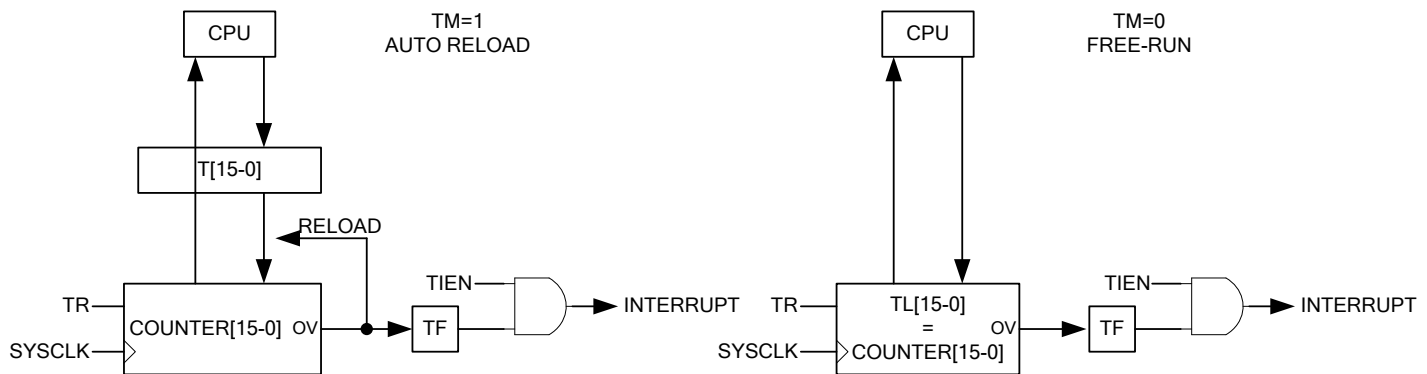 CPU
TM=1
AUTO RELOAD
T[15-0]
RELOAD
TR
COUNTER[15-0]
OV
SYSCLK
TF
TIEN
INTERRUPT
CPU
TM=0
FREE-RUN
TR
TL[15-0]
=
COUNTER[15-0]
OV
SYSCLK
TF
TIEN
INTERRUPT